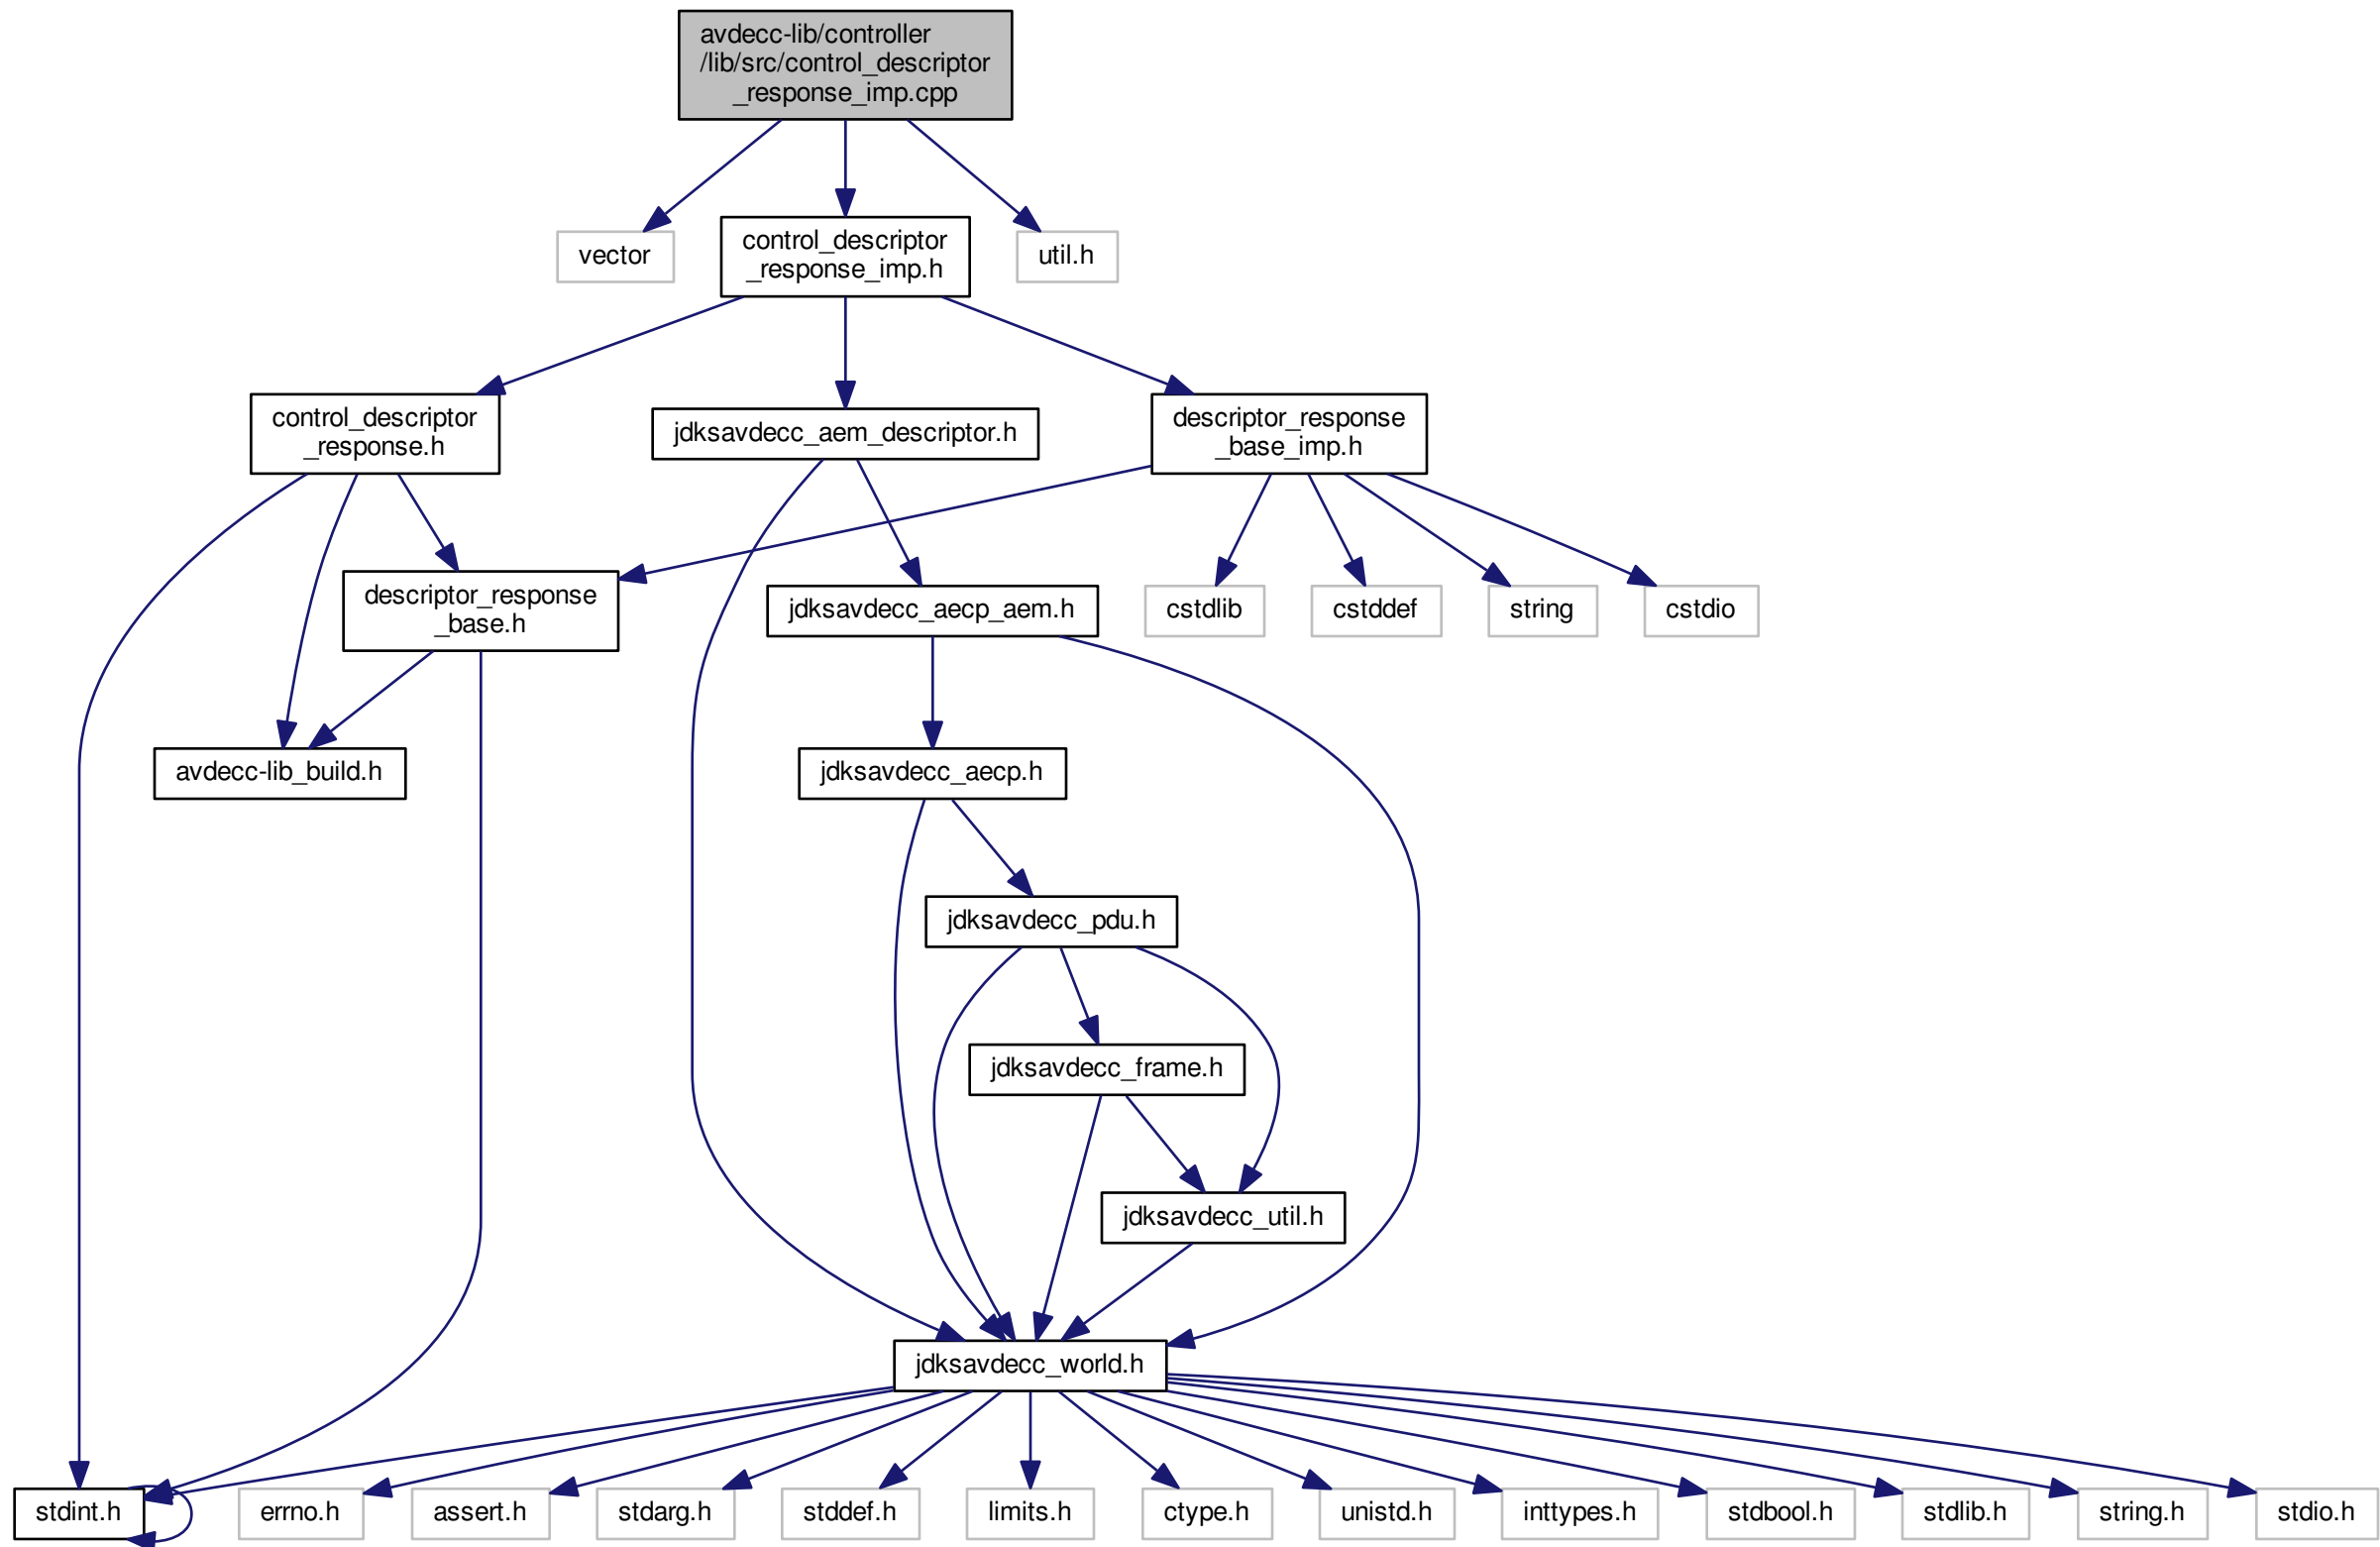 avdecc-lib/controller
/lib/src/control_descriptor
_response_imp.cpp
vector
control_descriptor
_response_imp.h
util.h
control_descriptor
_response.h
jdksavdecc_aem_descriptor.h
descriptor_response
_base_imp.h
descriptor_response
_base.h
jdksavdecc_aecp_aem.h
cstdlib
cstddef
string
cstdio
avdecc-lib_build.h
jdksavdecc_aecp.h
jdksavdecc_pdu.h
jdksavdecc_frame.h
jdksavdecc_util.h
jdksavdecc_world.h
stdint.h
errno.h
assert.h
stdarg.h
stddef.h
limits.h
ctype.h
unistd.h
inttypes.h
stdbool.h
stdlib.h
string.h
stdio.h